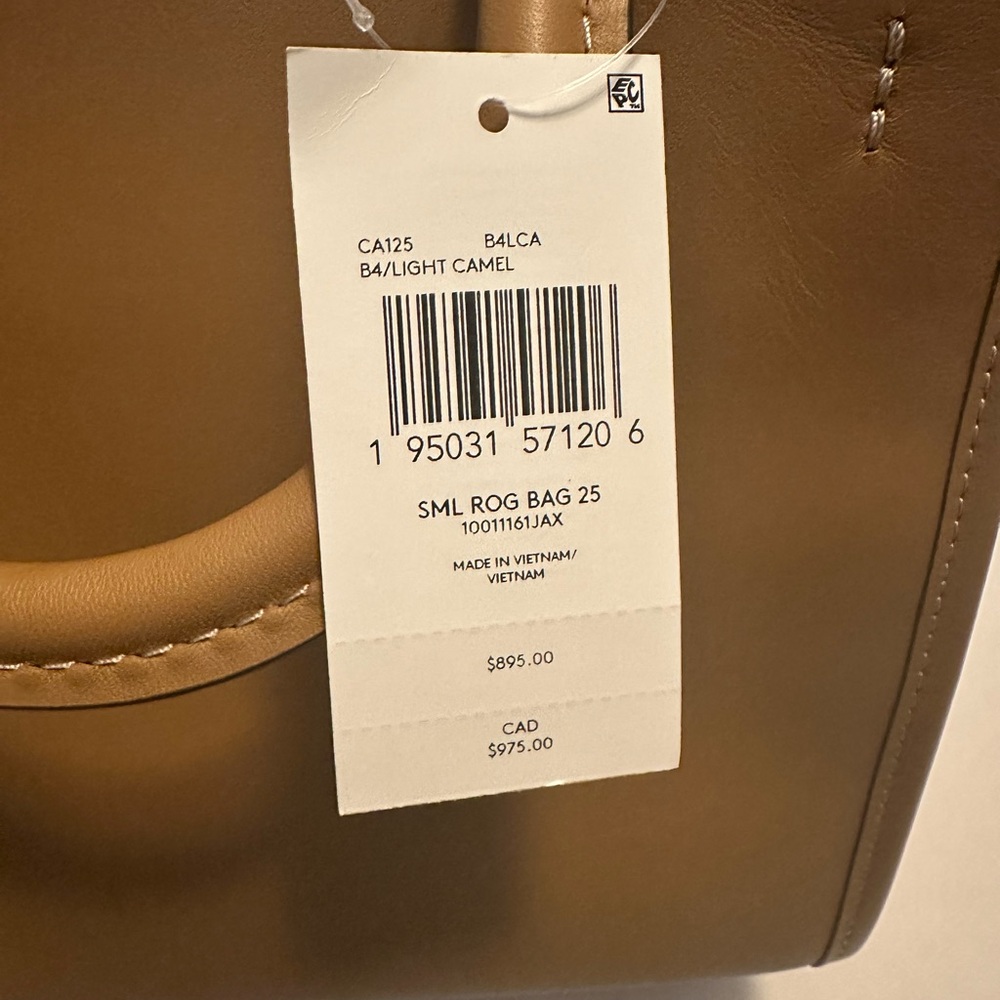 EPC™
CA125 B4LCA
B4/LIGHT CAMEL
1 95031 57120 6
SML ROG BAG 25
10011161JAX
MADE IN VIETNAM/
VIETNAM
$895.00
CAD
$975.00